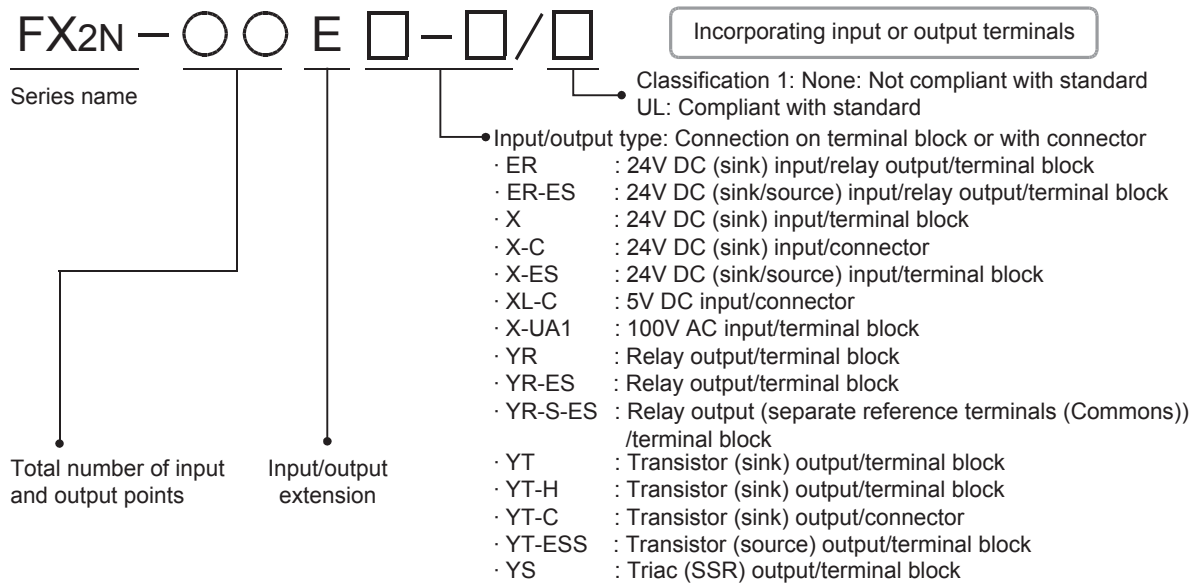 FX2N – ○ ○ E □ – □ / □
Incorporating input or output terminals
Series name
Classification 1: None: Not compliant with standard
UL: Compliant with standard
Input/output type: Connection on terminal block or with connector
· ER : 24V DC (sink) input/relay output/terminal block
· ER-ES : 24V DC (sink/source) input/relay output/terminal block
· X : 24V DC (sink) input/terminal block
· X-C : 24V DC (sink) input/connector
· X-ES : 24V DC (sink/source) input/terminal block
· XL-C : 5V DC input/connector
· X-UA1 : 100V AC input/terminal block
· YR : Relay output/terminal block
· YR-ES : Relay output/terminal block
· YR-S-ES : Relay output (separate reference terminals (Commons))
/terminal block
· YT : Transistor (sink) output/terminal block
· YT-H : Transistor (sink) output/terminal block
· YT-C : Transistor (sink) output/connector
· YT-ESS : Transistor (source) output/terminal block
· YS : Triac (SSR) output/terminal block
Total number of input
and output points
Input/output
extension